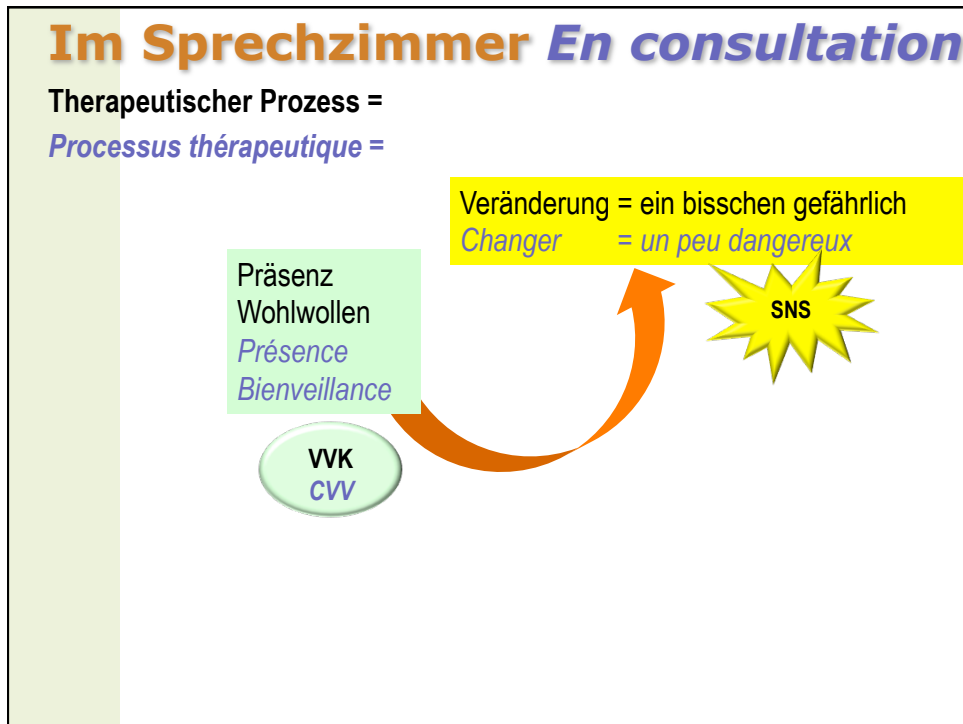 Im Sprechzimmer En consultation
Therapeutischer Prozess =
Processus thérapeutique =
Veränderung = ein bisschen gefährlich
Changer = un peu dangereux
SNS
Präsenz
Wohlwollen
Présence
Bienveillance
VVK
CVV